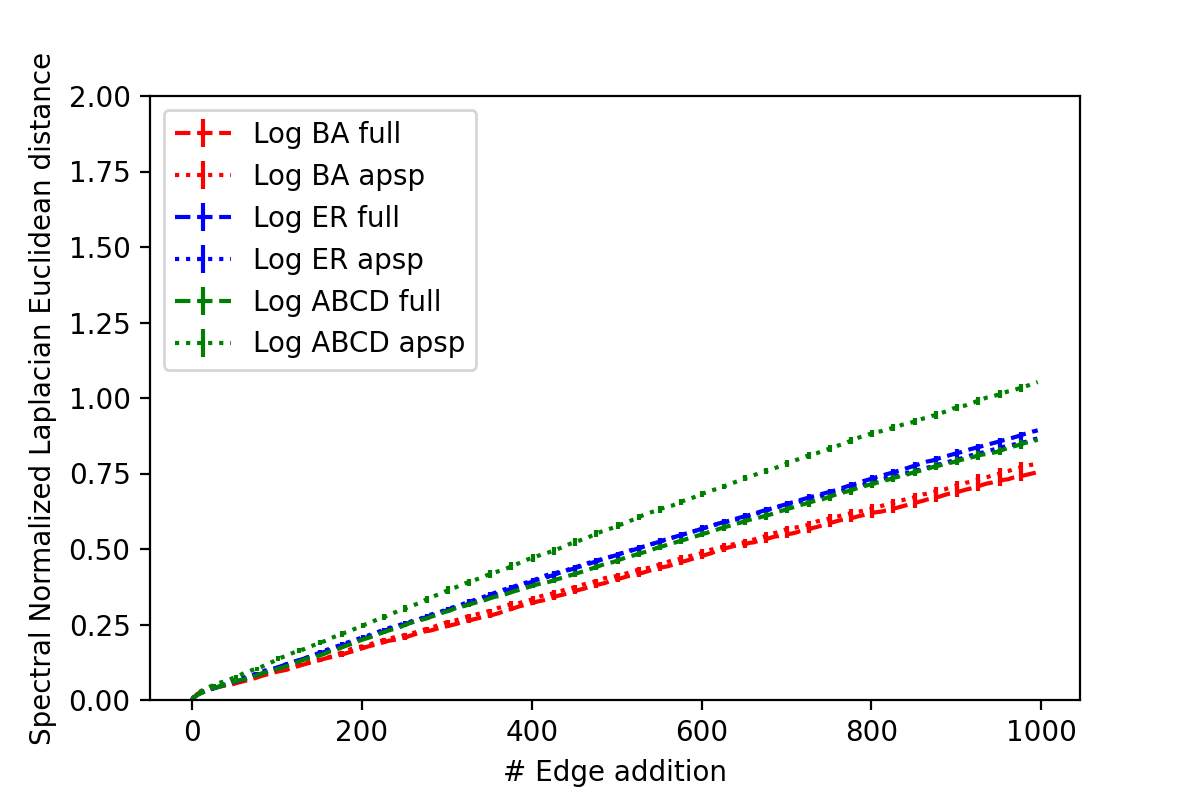 Spectral Normalized Laplacian Euclidean distance
2.00
1.75
1.50
1.25
1.00
0.75
0.50
0.25
0.00
Log BA full
Log BA apsp
Log ER full
Log ER apsp
Log ABCD full
Log ABCD apsp
0 200 400 600 800 1000
# Edge addition